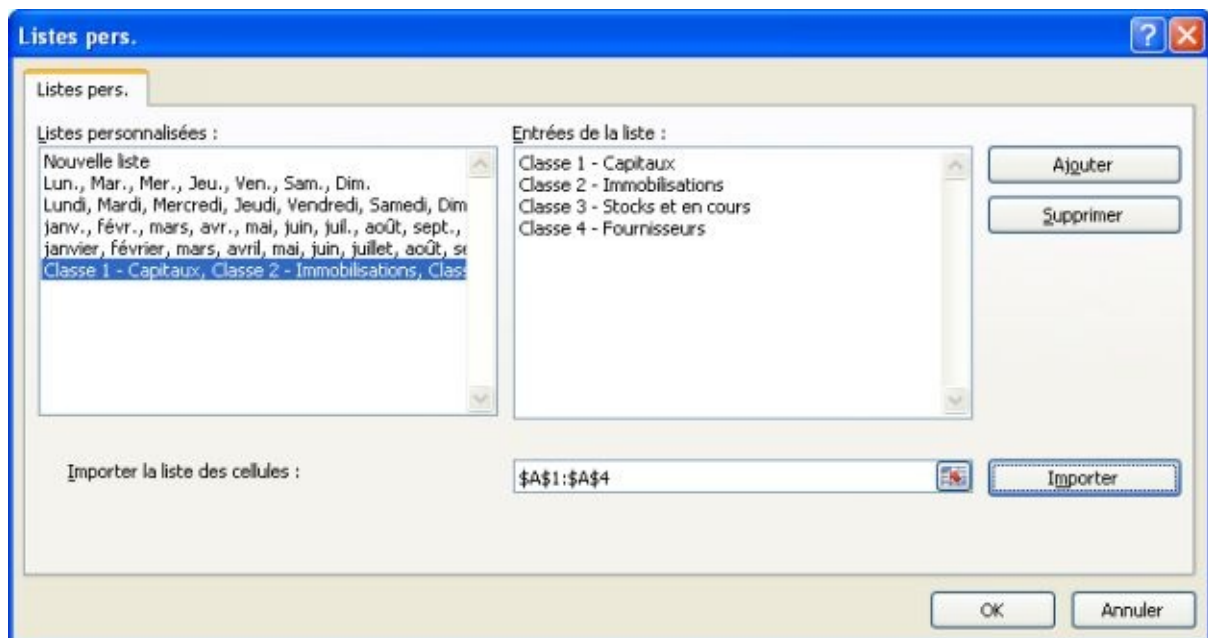 Listes pers.
Listes pers.
Listes personnalisées :
Nouvelle liste
Lun., Mar., Mer., Jeu., Ven., Sam., Dim.
Lundi, Mardi, Mercredi, Jeudi, Vendredi, Samedi, Dim
janv., févr., mars, avr., mai, juin, juil., août, sept.,
janvier, février, mars, avril, mai, juin, juillet, août, se
Classe 1 - Capitaux, Classe 2 - Immobilisations, Class
Entrées de la liste :
Classe 1 - Capitaux
Classe 2 - Immobilisations
Classe 3 - Stocks et en cours
Classe 4 - Fournisseurs
Ajouter
Supprimer
Importer la liste des cellules :
$A$1:$A$4
Importer
OK
Annuler